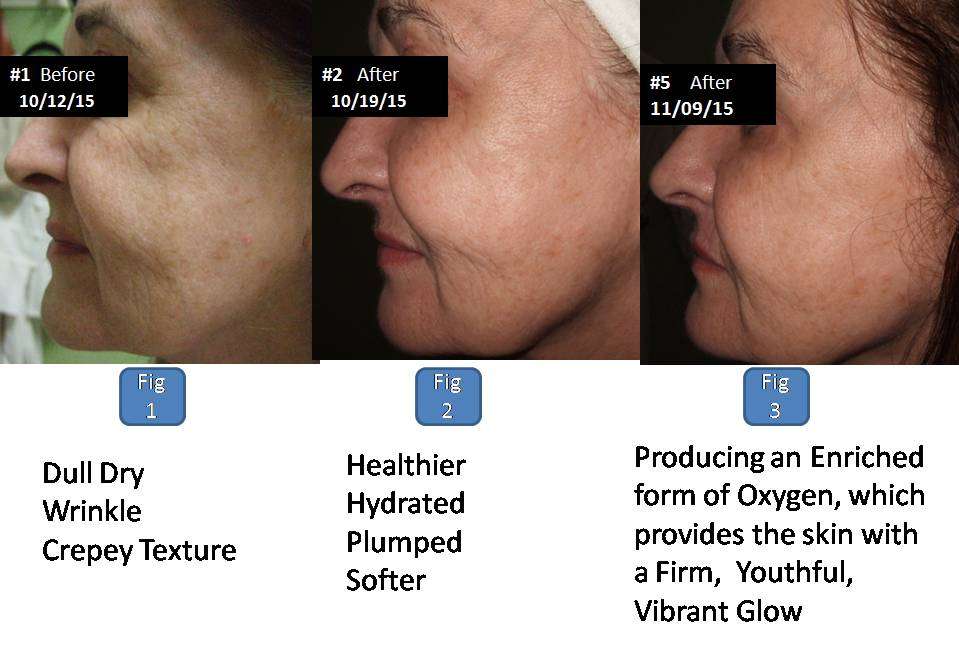 #1 Before
10/12/15
#2 After
10/19/15
#5 After
11/09/15
Fig
1
Fig
2
Fig
3
Dull Dry
Wrinkle
Crepey Texture
Healthier
Hydrated
Plumped
Softer
Producing an Enriched
form of Oxygen, which
provides the skin with
a Firm, Youthful,
Vibrant Glow